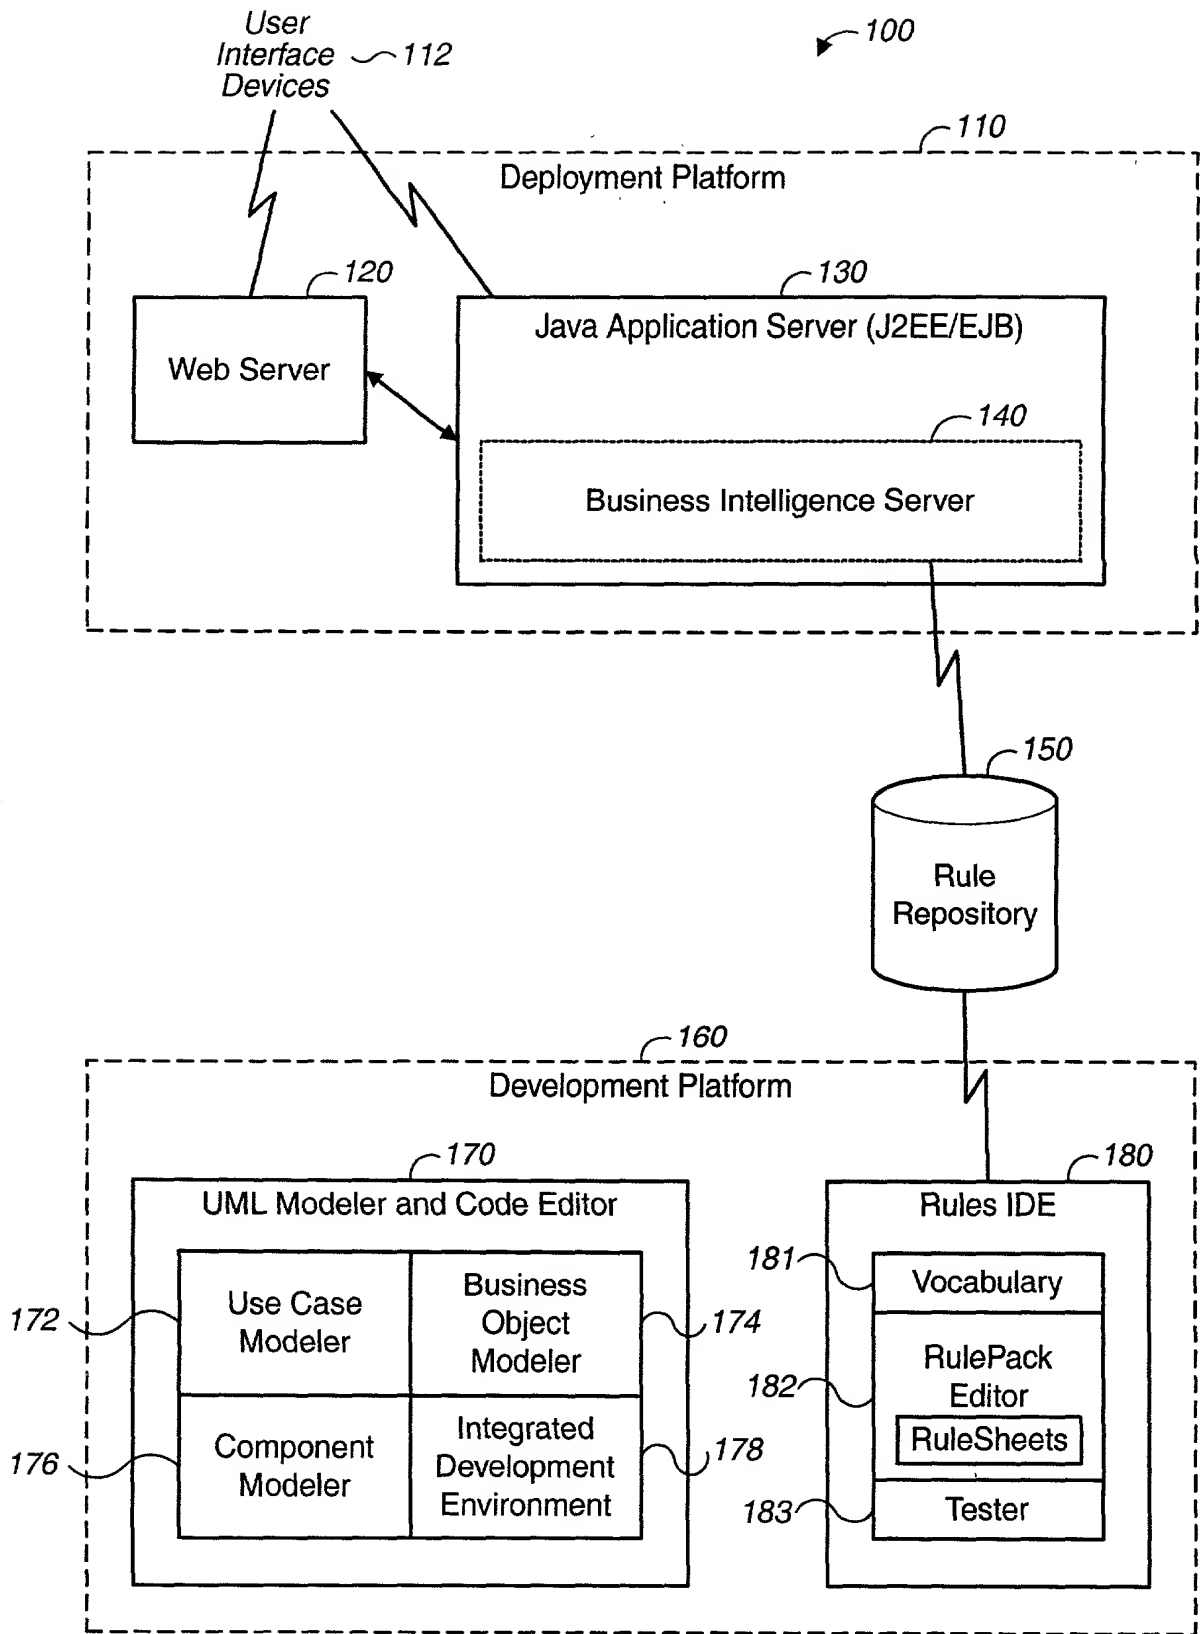 User
Interface
Devices
112
100
110
Deployment Platform
120
130
Web Server
Java Application Server (J2EE/EJB)
140
Business Intelligence Server
150
Rule
Repository
160
Development Platform
170
180
UML Modeler and Code Editor
Rules IDE
172
Use Case
Modeler
Business
Object
Modeler
174
176
Component
Modeler
Integrated
Development
Environment
178
181
Vocabulary
182
RulePack
Editor
RuleSheets
183
Tester